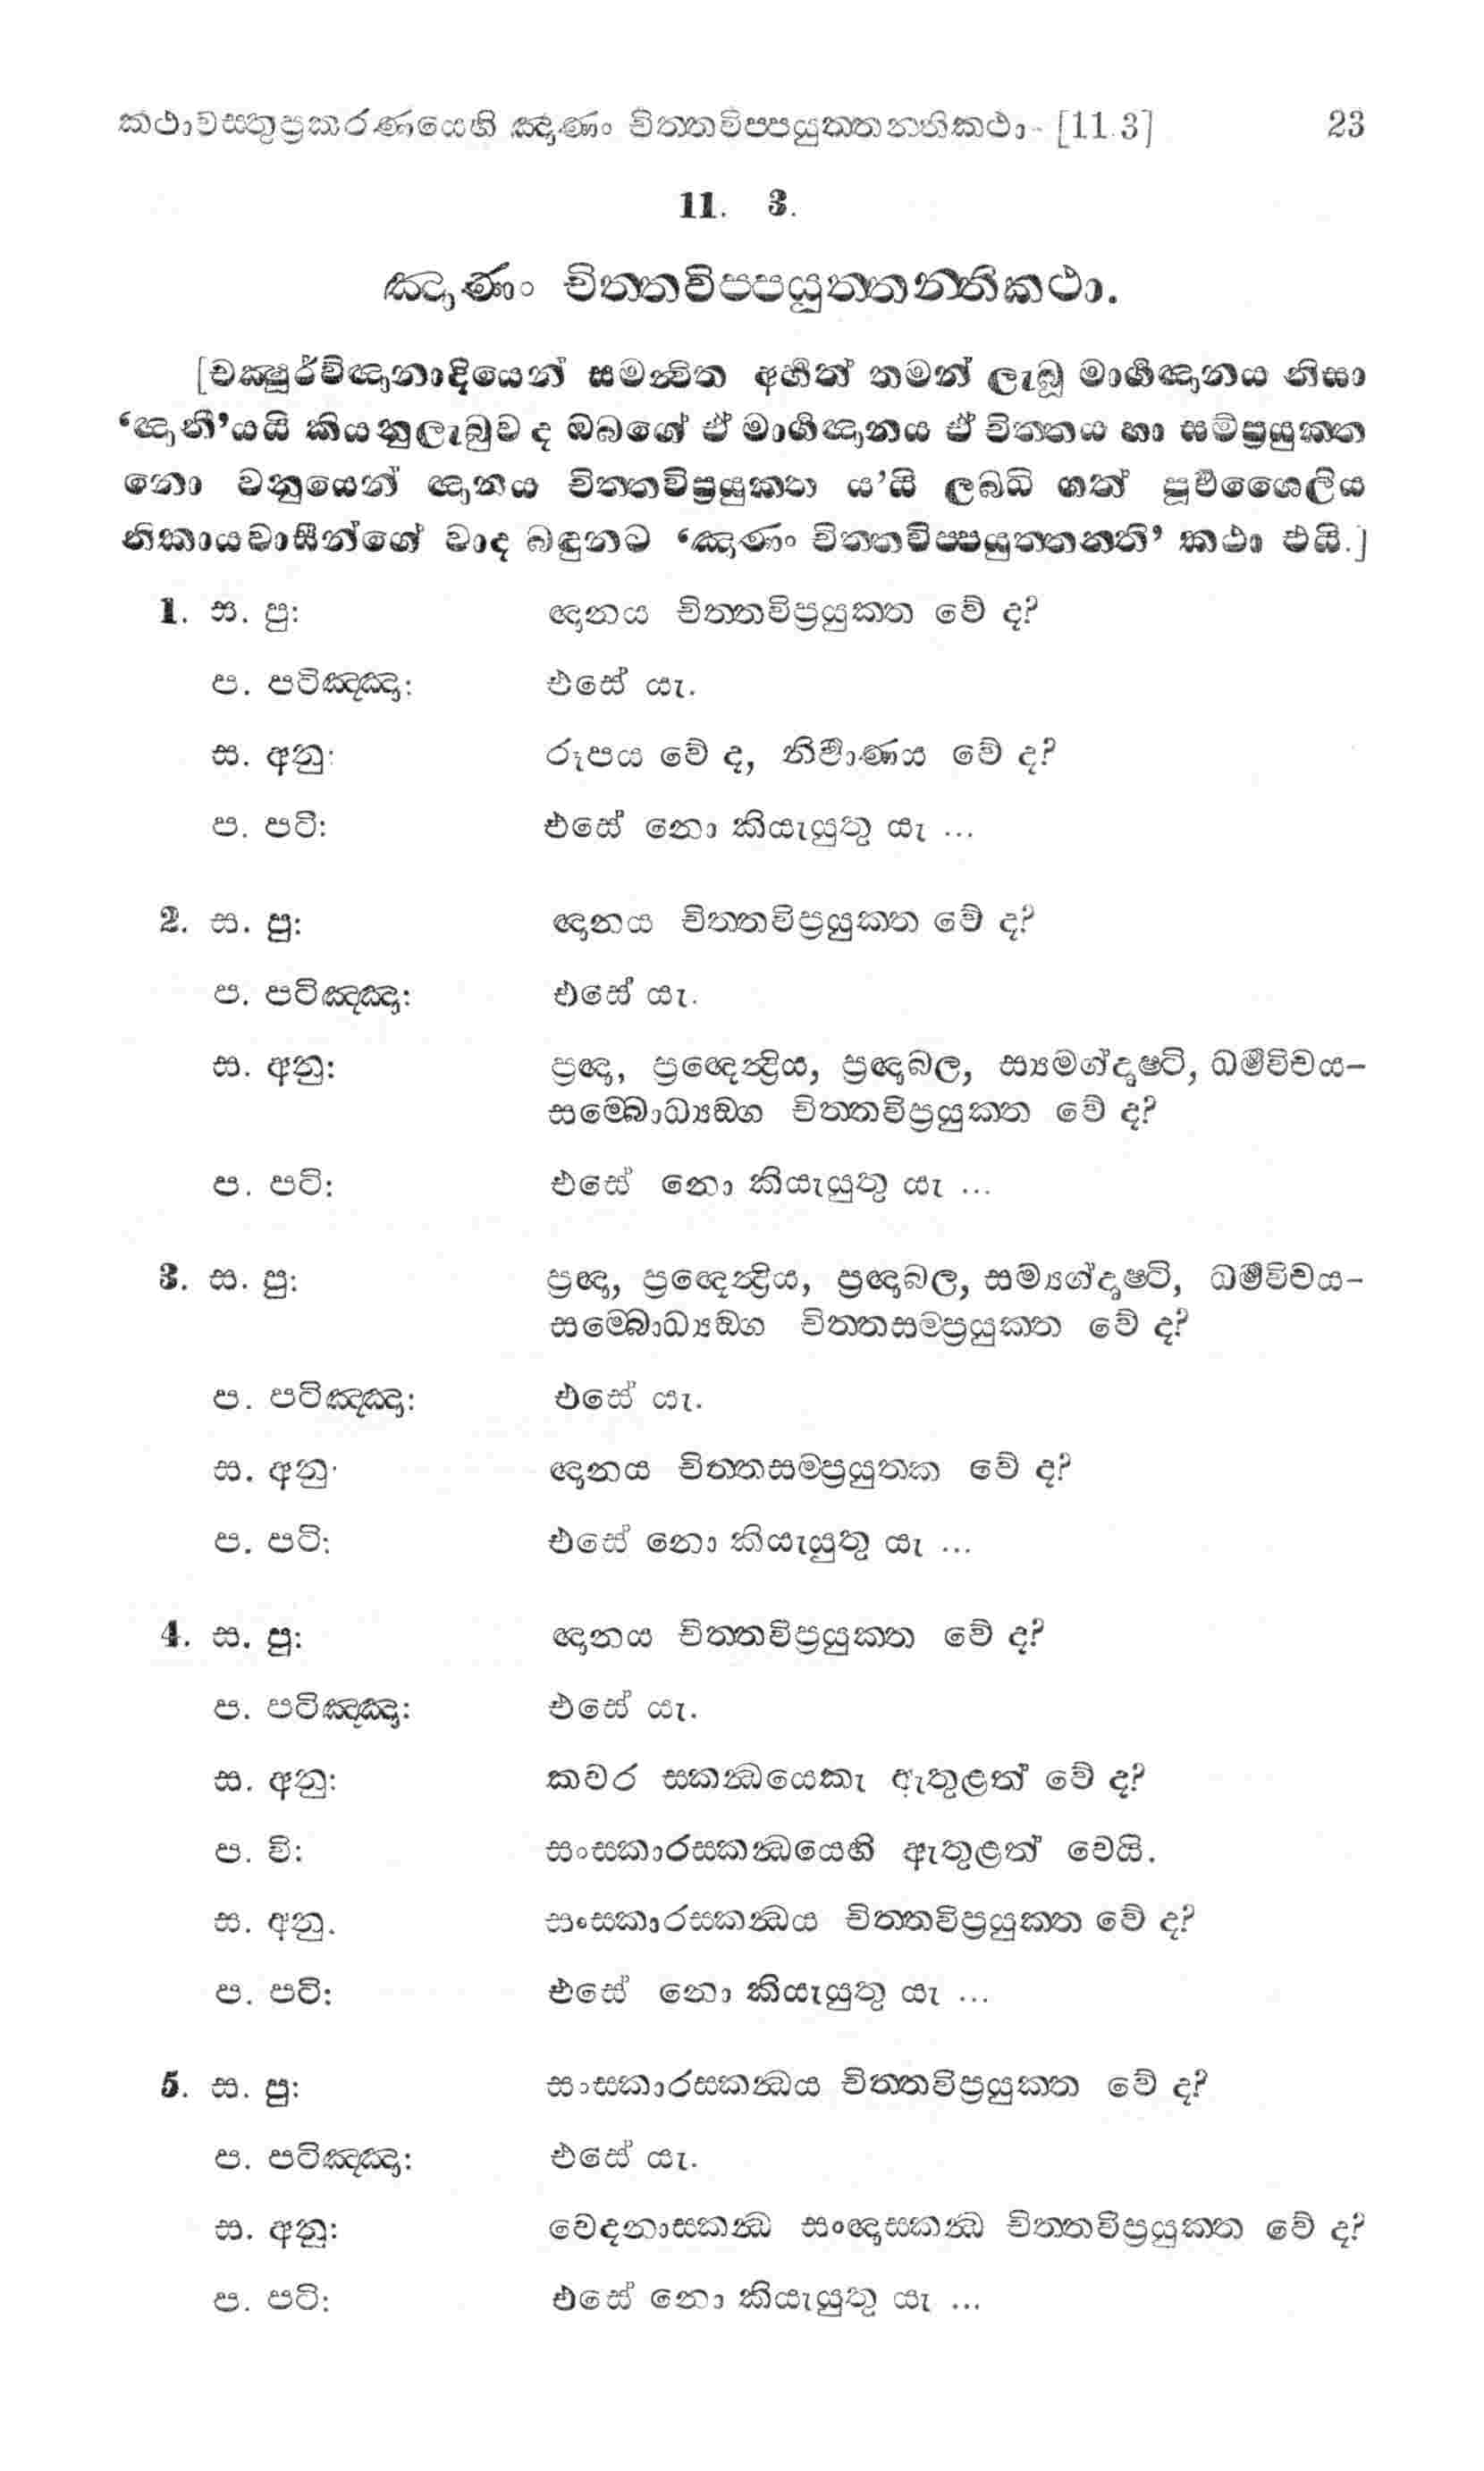 කථාවස්තුප්‍රකරණයෙහි ඤාණං චිත්තවිප්පයුත්තන්තිකථා- [11.3] 23
11. 3.
ඤාණං චිත්තවිප්පයුත්තන්තිකථා.
[චක්ෂුර්විඥානාදියෙන් සමන්විත අර්හත් තමන් ලැබූ මාර්ගඥානය නිසා
‘ඥානී’යයි කියනුලැබුව ද ඔබගේ ඒ මාර්ගඥානය ඒ චිත්තය හා සම්ප්‍රයුක්ත
නො වනුයෙන් ඥානය චිත්තවිප්‍රයුක්ත ය’යි ලබ්ධි ගත් පූර්වශෛලිය
නිකායවාසීන්ගේ වාද බඳුනට ‘ඤාණං චිත්තවිප්පයුත්තන්ති’ කථා එයි.]
1. ස. පු: ඥානය චිත්තවිප්‍රයුක්ත වේ ද?
ප. පටිඤ්ඤා: එසේ යැ.
ස. අනු: රූපය වේ ද, නිර්වාණය වේ ද?
ප. පටි: එසේ නො කියැයුතු යැ ...
2. ස. පු: ඥානය චිත්තවිප්‍රයුක්ත වේ ද?
ප. පටිඤ්ඤා: එසේ යැ.
ස. අනු: ප්‍රඥා, ප්‍රඥෙන්ද්‍රිය, ප්‍රඥාබල, ස්‍යමග්දෘෂ්ටි, ධර්මවිචය-
සම්බොධ්‍යඞ්ග චිත්තවිප්‍රයුක්ත වේ ද?
ප. පටි: එසේ නො කියැයුතු යැ ...
3. ස. පු: ප්‍රඥා, ප්‍රඥෙන්ද්‍රිය, ප්‍රඥාබල, සම්‍යග්දෘෂ්ටි, ධර්මවිචය-
සම්බොධ්‍යඞ්ග චිත්තසම්ප්‍රයුක්ත වේ ද?
ප. පටිඤ්ඤා: එසේ යැ.
ස. අනු: ඥානය චිත්තසම්ප්‍රයුත්ක වේ ද?
ප. පටි: එසේ නො කියැයුතු යැ ...
4. ස. පු: ඥානය චිත්තවිප්‍රයුක්ත වේ ද?
ප. පටිඤ්ඤා: එසේ යැ.
ස. අනු: කවර ස්කන්ධයෙකැ ඇතුළත් වේ ද?
ප. වි: සංස්කාරස්කන්ධයෙහි ඇතුළත් වෙයි.
ස. අනු. සංස්කාරස්කන්ධය චිත්තවිප්‍රයුක්ත වේ ද?
ප. පටි: එසේ නො කියැයුතු යැ ...
5. ස. පු: සංස්කාරස්කන්ධය චිත්තවිප්‍රයුක්ත වේ ද?
ප. පටිඤ්ඤා: එසේ යැ.
ස. අනු: වෙදනාස්කන්ධ සංඥාස්කන්ධ චිත්තවිප්‍රයුක්ත වේ ද?
ප. පටි: එසේ නො කියැයුතු යැ ...